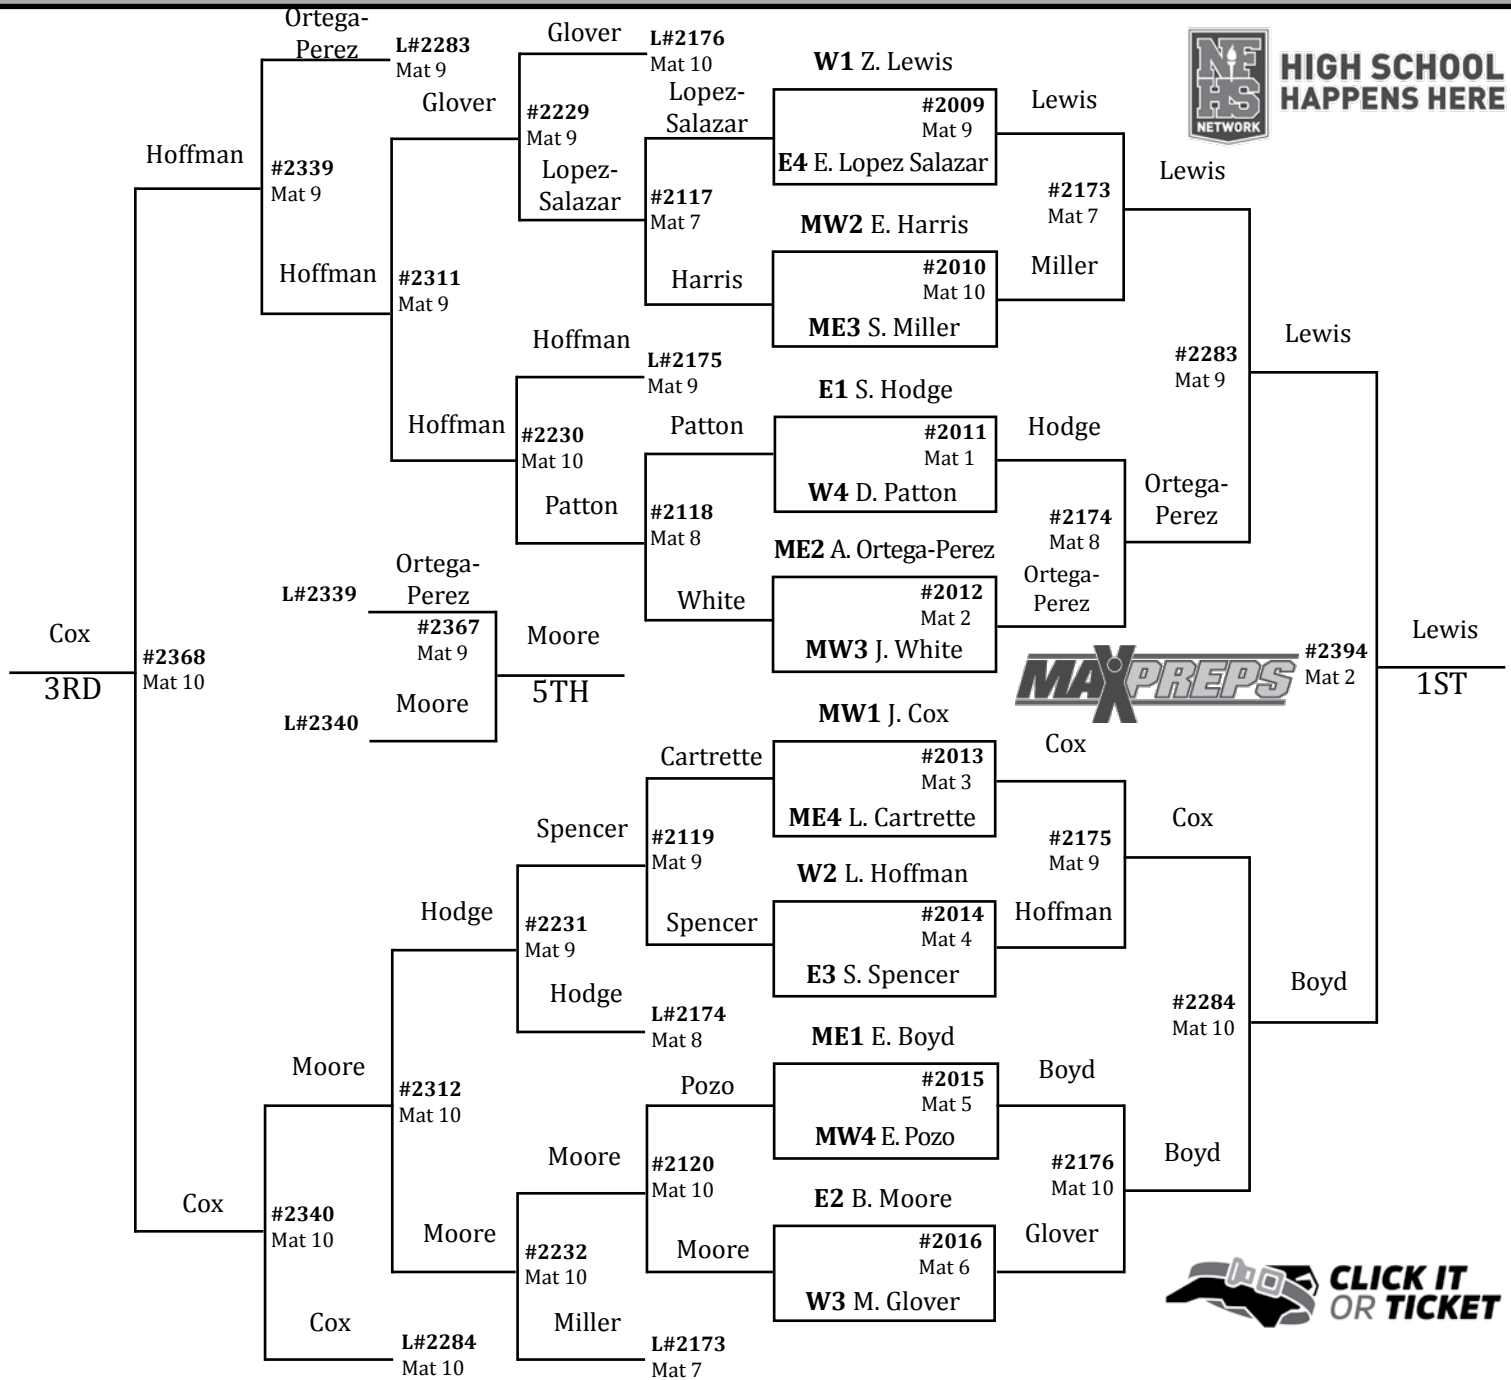 Ortega-
Perez
L#2283
Mat 9
Glover
L#2176
Mat 10
W1 Z. Lewis
NF
HS
NETWORK
HIGH SCHOOL
HAPPENS HERE
Glover
#2229
Mat 9
Lopez-
Salazar
#2009
Mat 9
Lewis
E4 E. Lopez Salazar
Hoffman
#2339
Mat 9
Lopez-
Salazar
#2117
Mat 7
#2173
Mat 7
Lewis
MW2 E. Harris
Hoffman
#2311
Mat 9
Harris
#2010
Mat 10
Miller
ME3 S. Miller
Hoffman
L#2175
Mat 9
#2283
Mat 9
Lewis
E1 S. Hodge
Hoffman
#2230
Mat 10
Patton
#2011
Mat 1
Hodge
W4 D. Patton
Patton
#2118
Mat 8
#2174
Mat 8
Ortega-
Perez
ME2 A. Ortega-Perez
Ortega-
Perez
L#2339
#2367
Mat 9
Moore
White
#2012
Mat 2
Ortega-
Perez
MW3 J. White
Cox
#2368
Mat 10
3RD
Moore
L#2340
5TH
MAXPREPS
#2394
Mat 2
Lewis
1ST
MW1 J. Cox
Cartrette
#2013
Mat 3
Cox
ME4 L. Cartrette
Spencer
#2119
Mat 9
#2175
Mat 9
Cox
W2 L. Hoffman
Hodge
#2231
Mat 9
Spencer
#2014
Mat 4
Hoffman
E3 S. Spencer
Hodge
L#2174
Mat 8
#2284
Mat 10
Boyd
ME1 E. Boyd
Moore
#2312
Mat 10
Pozo
#2015
Mat 5
Boyd
MW4 E. Pozo
Moore
#2120
Mat 10
#2176
Mat 10
Boyd
E2 B. Moore
Cox
#2340
Mat 10
Moore
#2232
Mat 10
Moore
#2016
Mat 6
Glover
W3 M. Glover
Cox
L#2284
Mat 10
Miller
L#2173
Mat 7
CLICK IT
OR TICKET